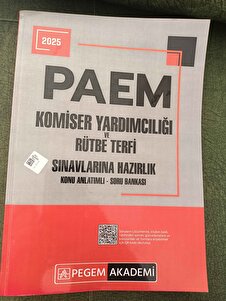 2025
PAEM
KOMİSER YARDIMCILIĞI
VE
RÜTBE TERFİ
SINAVLARINA HAZIRLIK
KONU ANLATIMLI - SORU BANKASI
PEGEM AKADEMİ